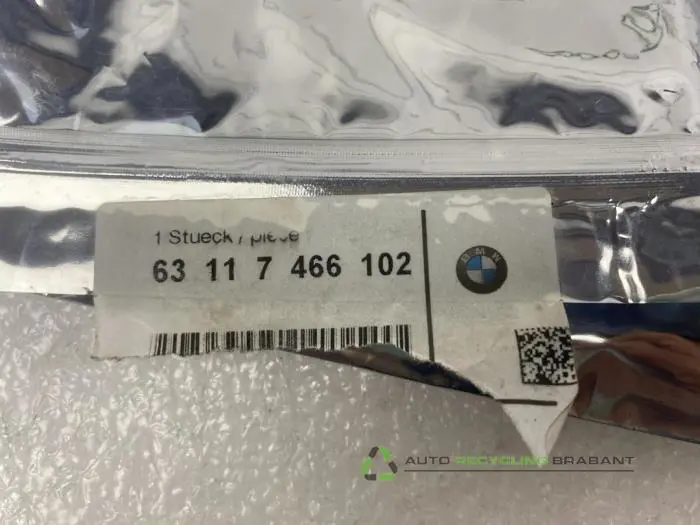 1 Stueck / piece
63 11 7 466 102
BMW
AUTO RECYCLING BRABANT